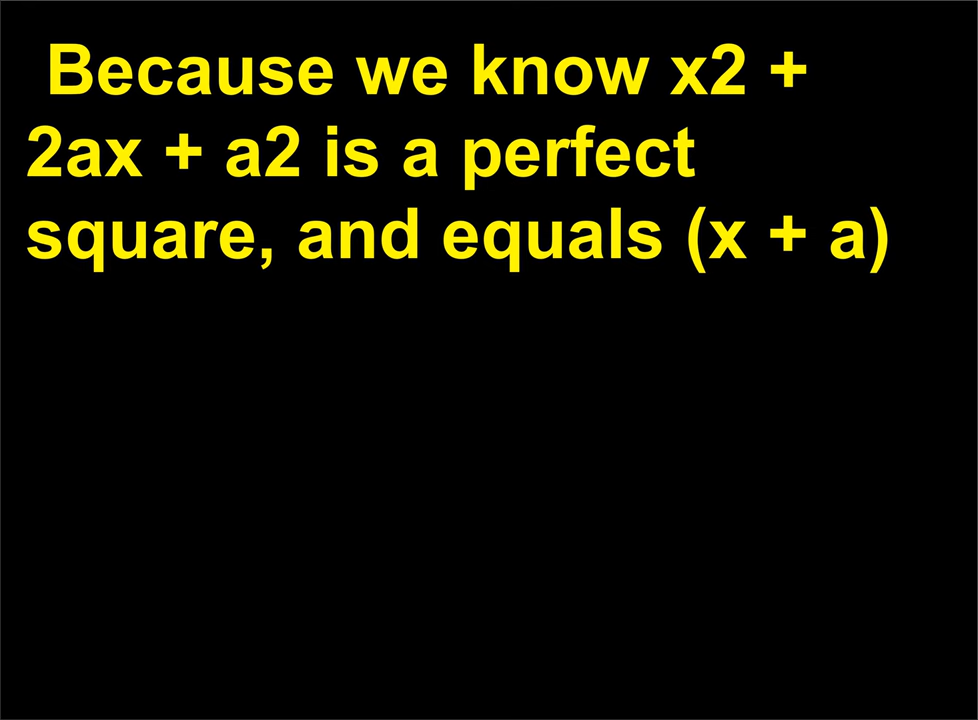 Because we know x2 +
2ax + a2 is a perfect
square, and equals (x + a)